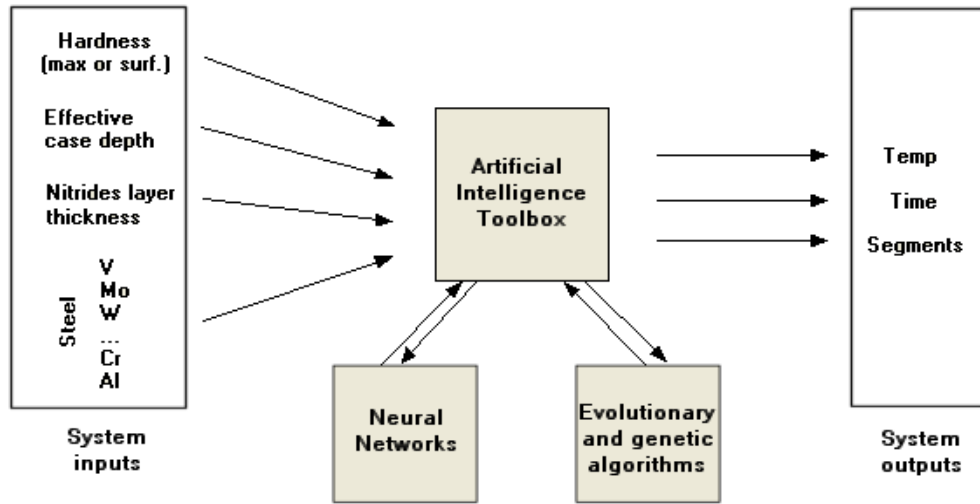 Hardness
(max or surf.)
Effective
case depth
Nitrides layer
thickness
Steel
V
Mo
W
...
Cr
Al
System
inputs
Artificial
Intelligence
Toolbox
Neural
Networks
Evolutionary
and genetic
algorithms
Temp
Time
Segments
System
outputs